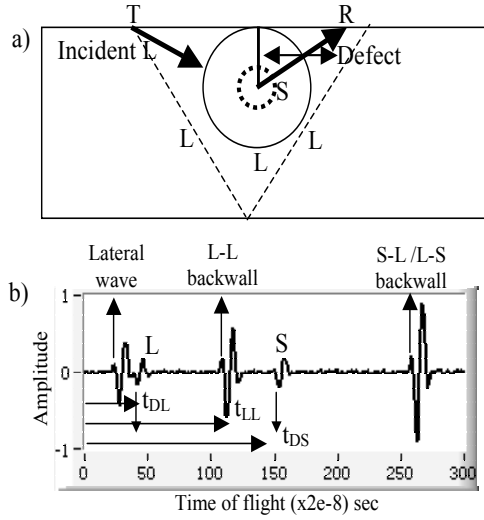 a)
T R
Incident L
Defect
S
L L L
Lateral wave
L-L backwall
S-L /L-S backwall
b)
Amplitude
1
0
-1
L
S
t_DL
t_LL
t_DS
0 50 100 150 200 250 300
Time of flight (x2e-8) sec